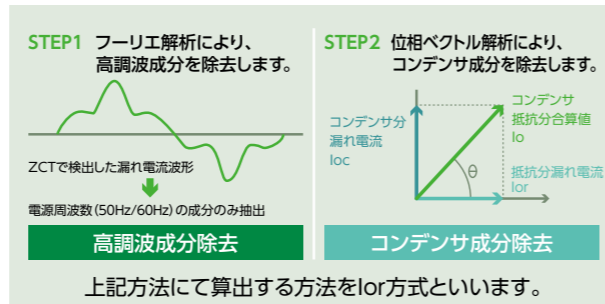 STEP1 フーリエ解析により、
高調波成分を除去します。
ZCTで検出した漏れ電流波形
電源周波数(50Hz/60Hz)の成分のみ抽出
高調波成分除去
STEP2 位相ベクトル解析により、
コンデンサ成分を除去します。
コンデンサ分
漏れ電流
Ioc
コンデンサ
抵抗分合算値
Io
θ
抵抗分漏れ電流
Ior
コンデンサ成分除去
上記方法にて算出する方法をIor方式といいます。